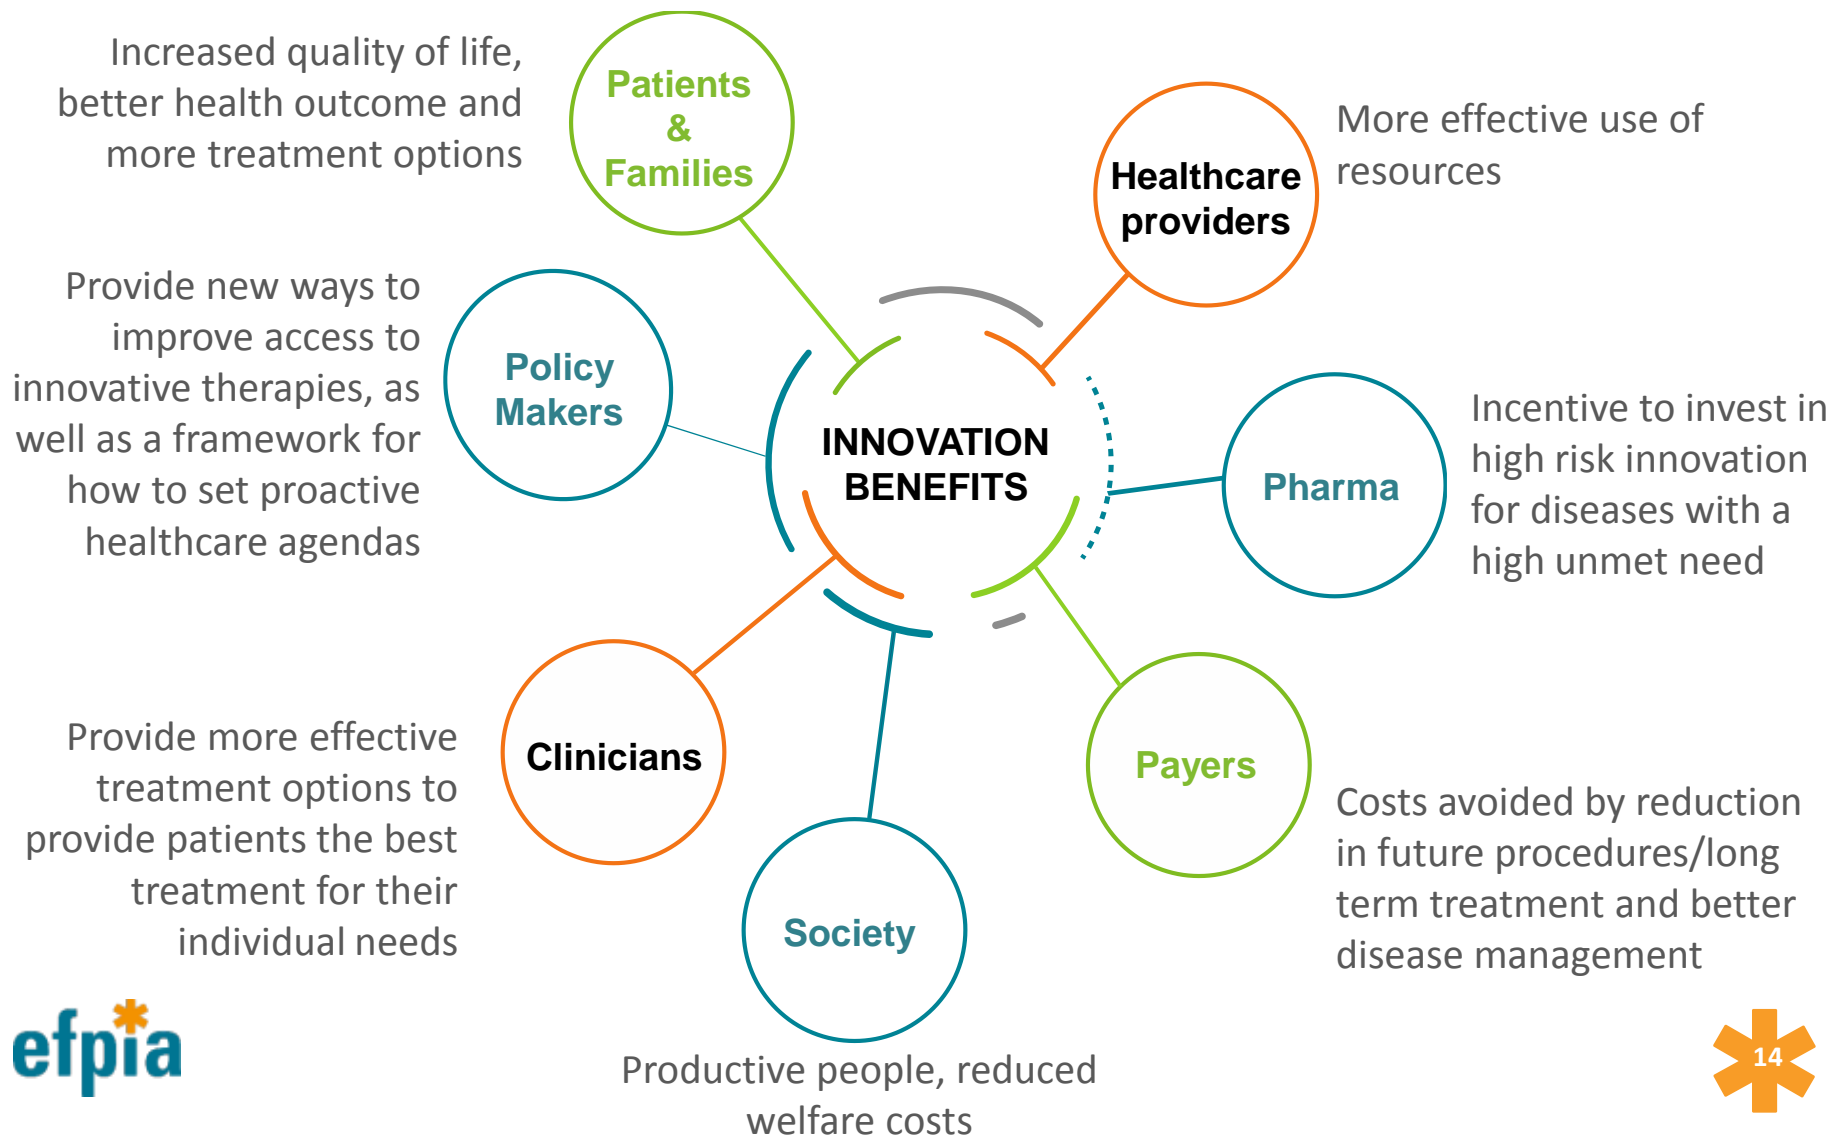 Increased quality of life,
better health outcome and
more treatment options
Patients
&
Families
Healthcare
providers
More effective use of
resources
Provide new ways to
improve access to
innovative therapies, as
well as a framework for
how to set proactive
healthcare agendas
Policy
Makers
INNOVATION
BENEFITS
Pharma
Incentive to invest in
high risk innovation
for diseases with a
high unmet need
Provide more effective
treatment options to
provide patients the best
treatment for their
individual needs
Clinicians
Society
Productive people, reduced
welfare costs
Payers
Costs avoided by reduction
in future procedures/long
term treatment and better
disease management
efpia
14